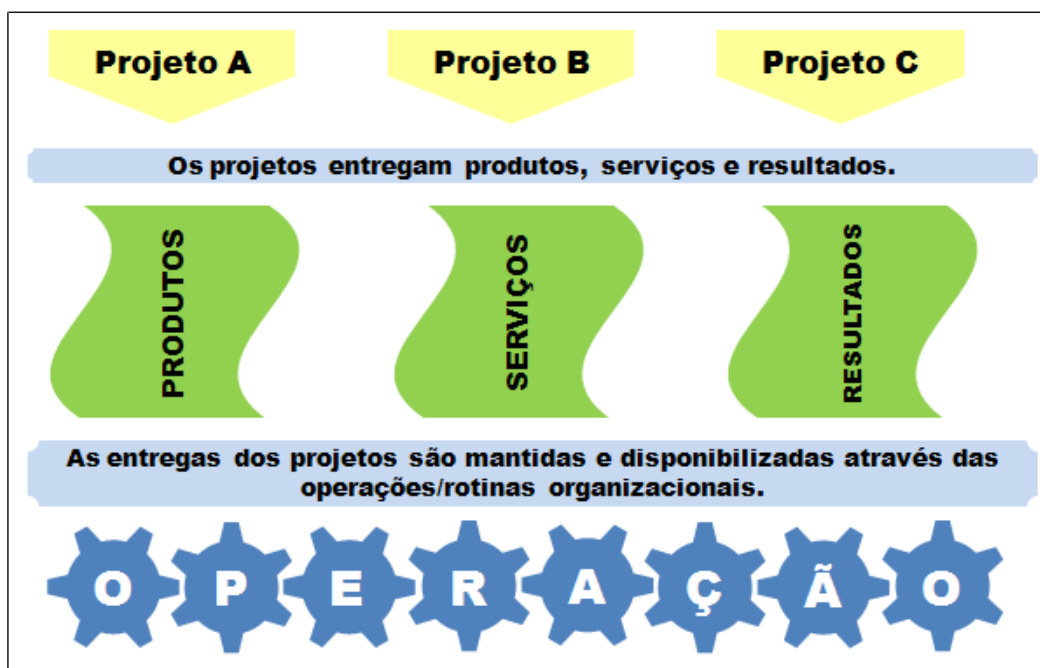 Projeto A
Projeto B
Projeto C
Os projetos entregam produtos, serviços e resultados.
PRODUTOS
SERVIÇOS
RESULTADOS
As entregas dos projetos são mantidas e disponibilizadas através das
operações/rotinas organizacionais.
OPERAÇÃO